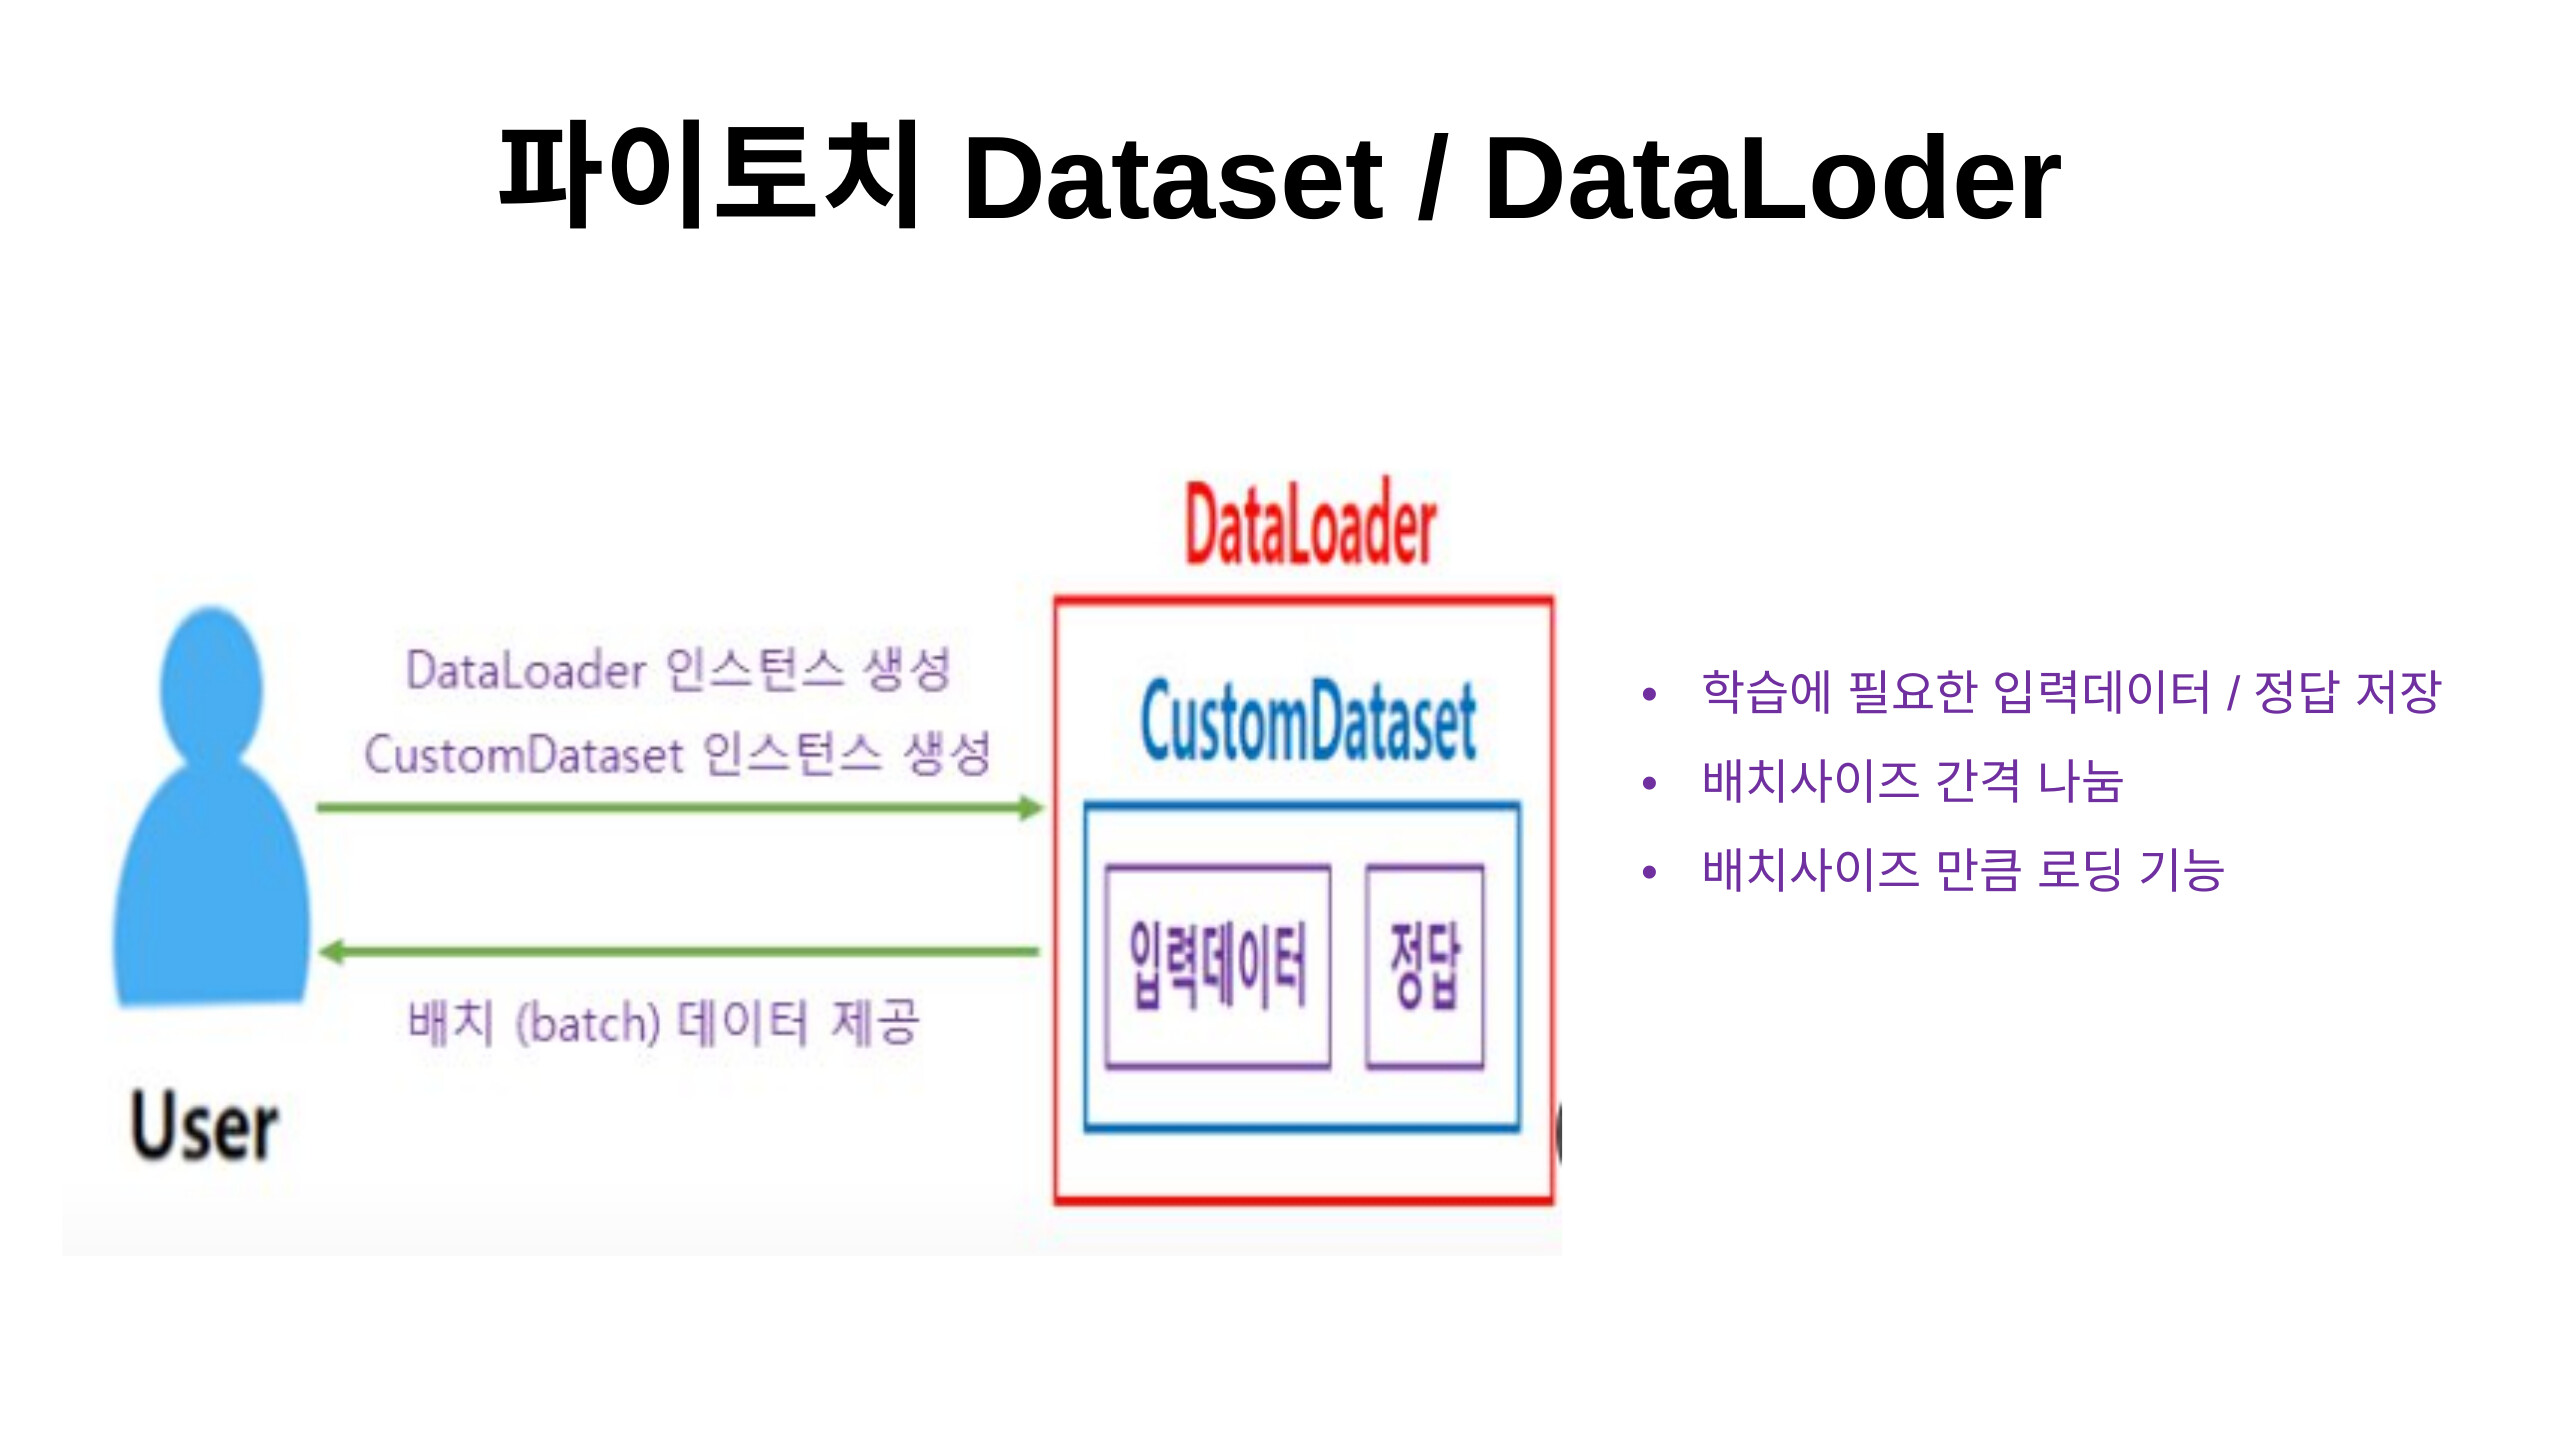 파이토치 Dataset / DataLoder
DataLoader
DataLoader 인스턴스 생성
CustomDataset 인스턴스 생성
CustomDataset
입력데이터
정답
배치 (batch) 데이터 제공
User
• 학습에 필요한 입력데이터 / 정답 저장
• 배치사이즈 간격 나눔
• 배치사이즈 만큼 로딩 기능